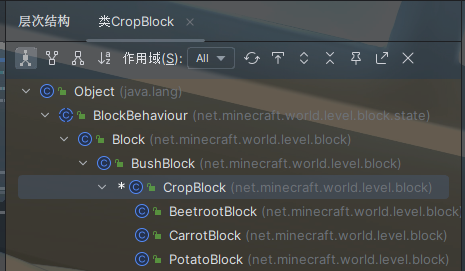 层次结构 类CropBlock ×
作用域(S): All
Object (java.lang)
BlockBehaviour (net.minecraft.world.level.block.state)
Block (net.minecraft.world.level.block)
BushBlock (net.minecraft.world.level.block)
* CropBlock (net.minecraft.world.level.block)
BeetrootBlock (net.minecraft.world.level.block)
CarrotBlock (net.minecraft.world.level.block)
PotatoBlock (net.minecraft.world.level.block)